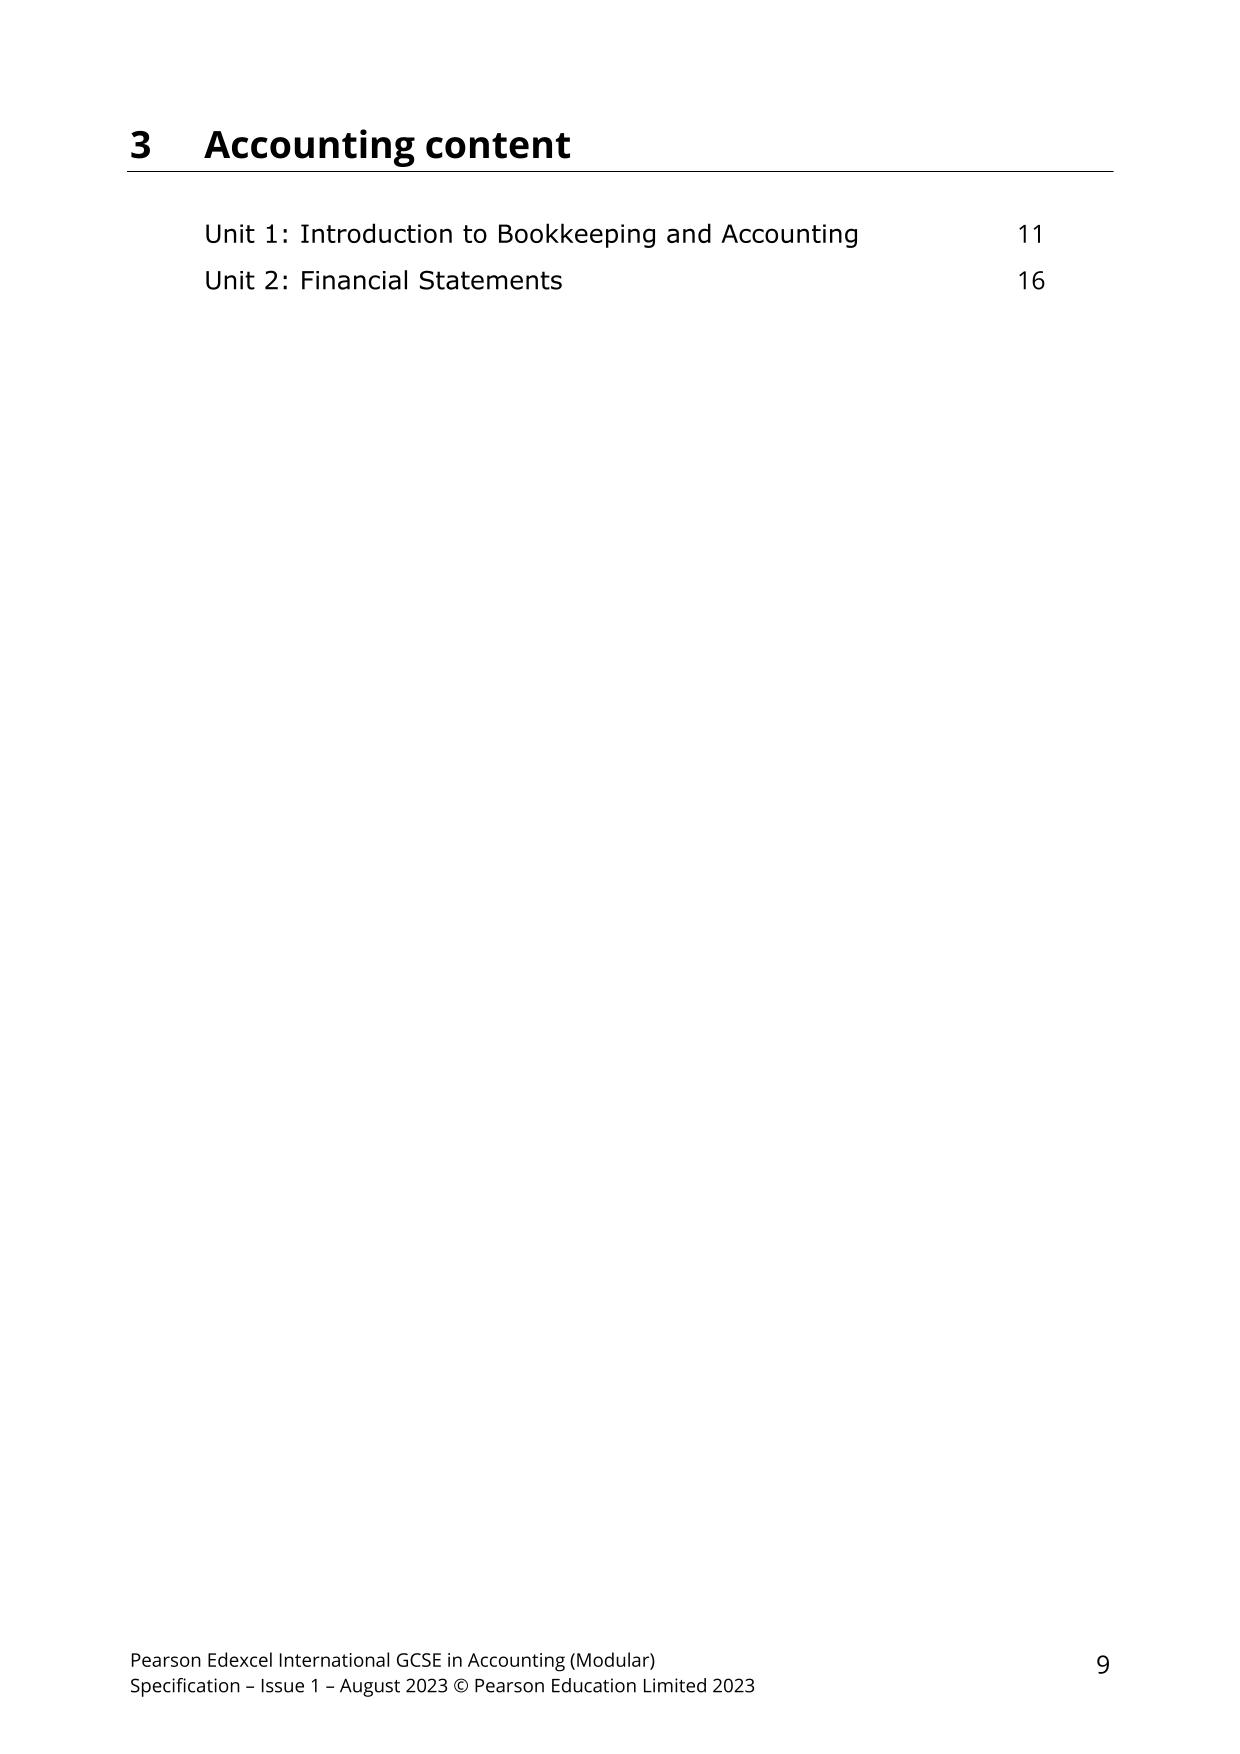 3 Accounting content
Unit 1: Introduction to Bookkeeping and Accounting 11
Unit 2: Financial Statements 16
Pearson Edexcel International GCSE in Accounting (Modular) 9
Specification – Issue 1 – August 2023 © Pearson Education Limited 2023